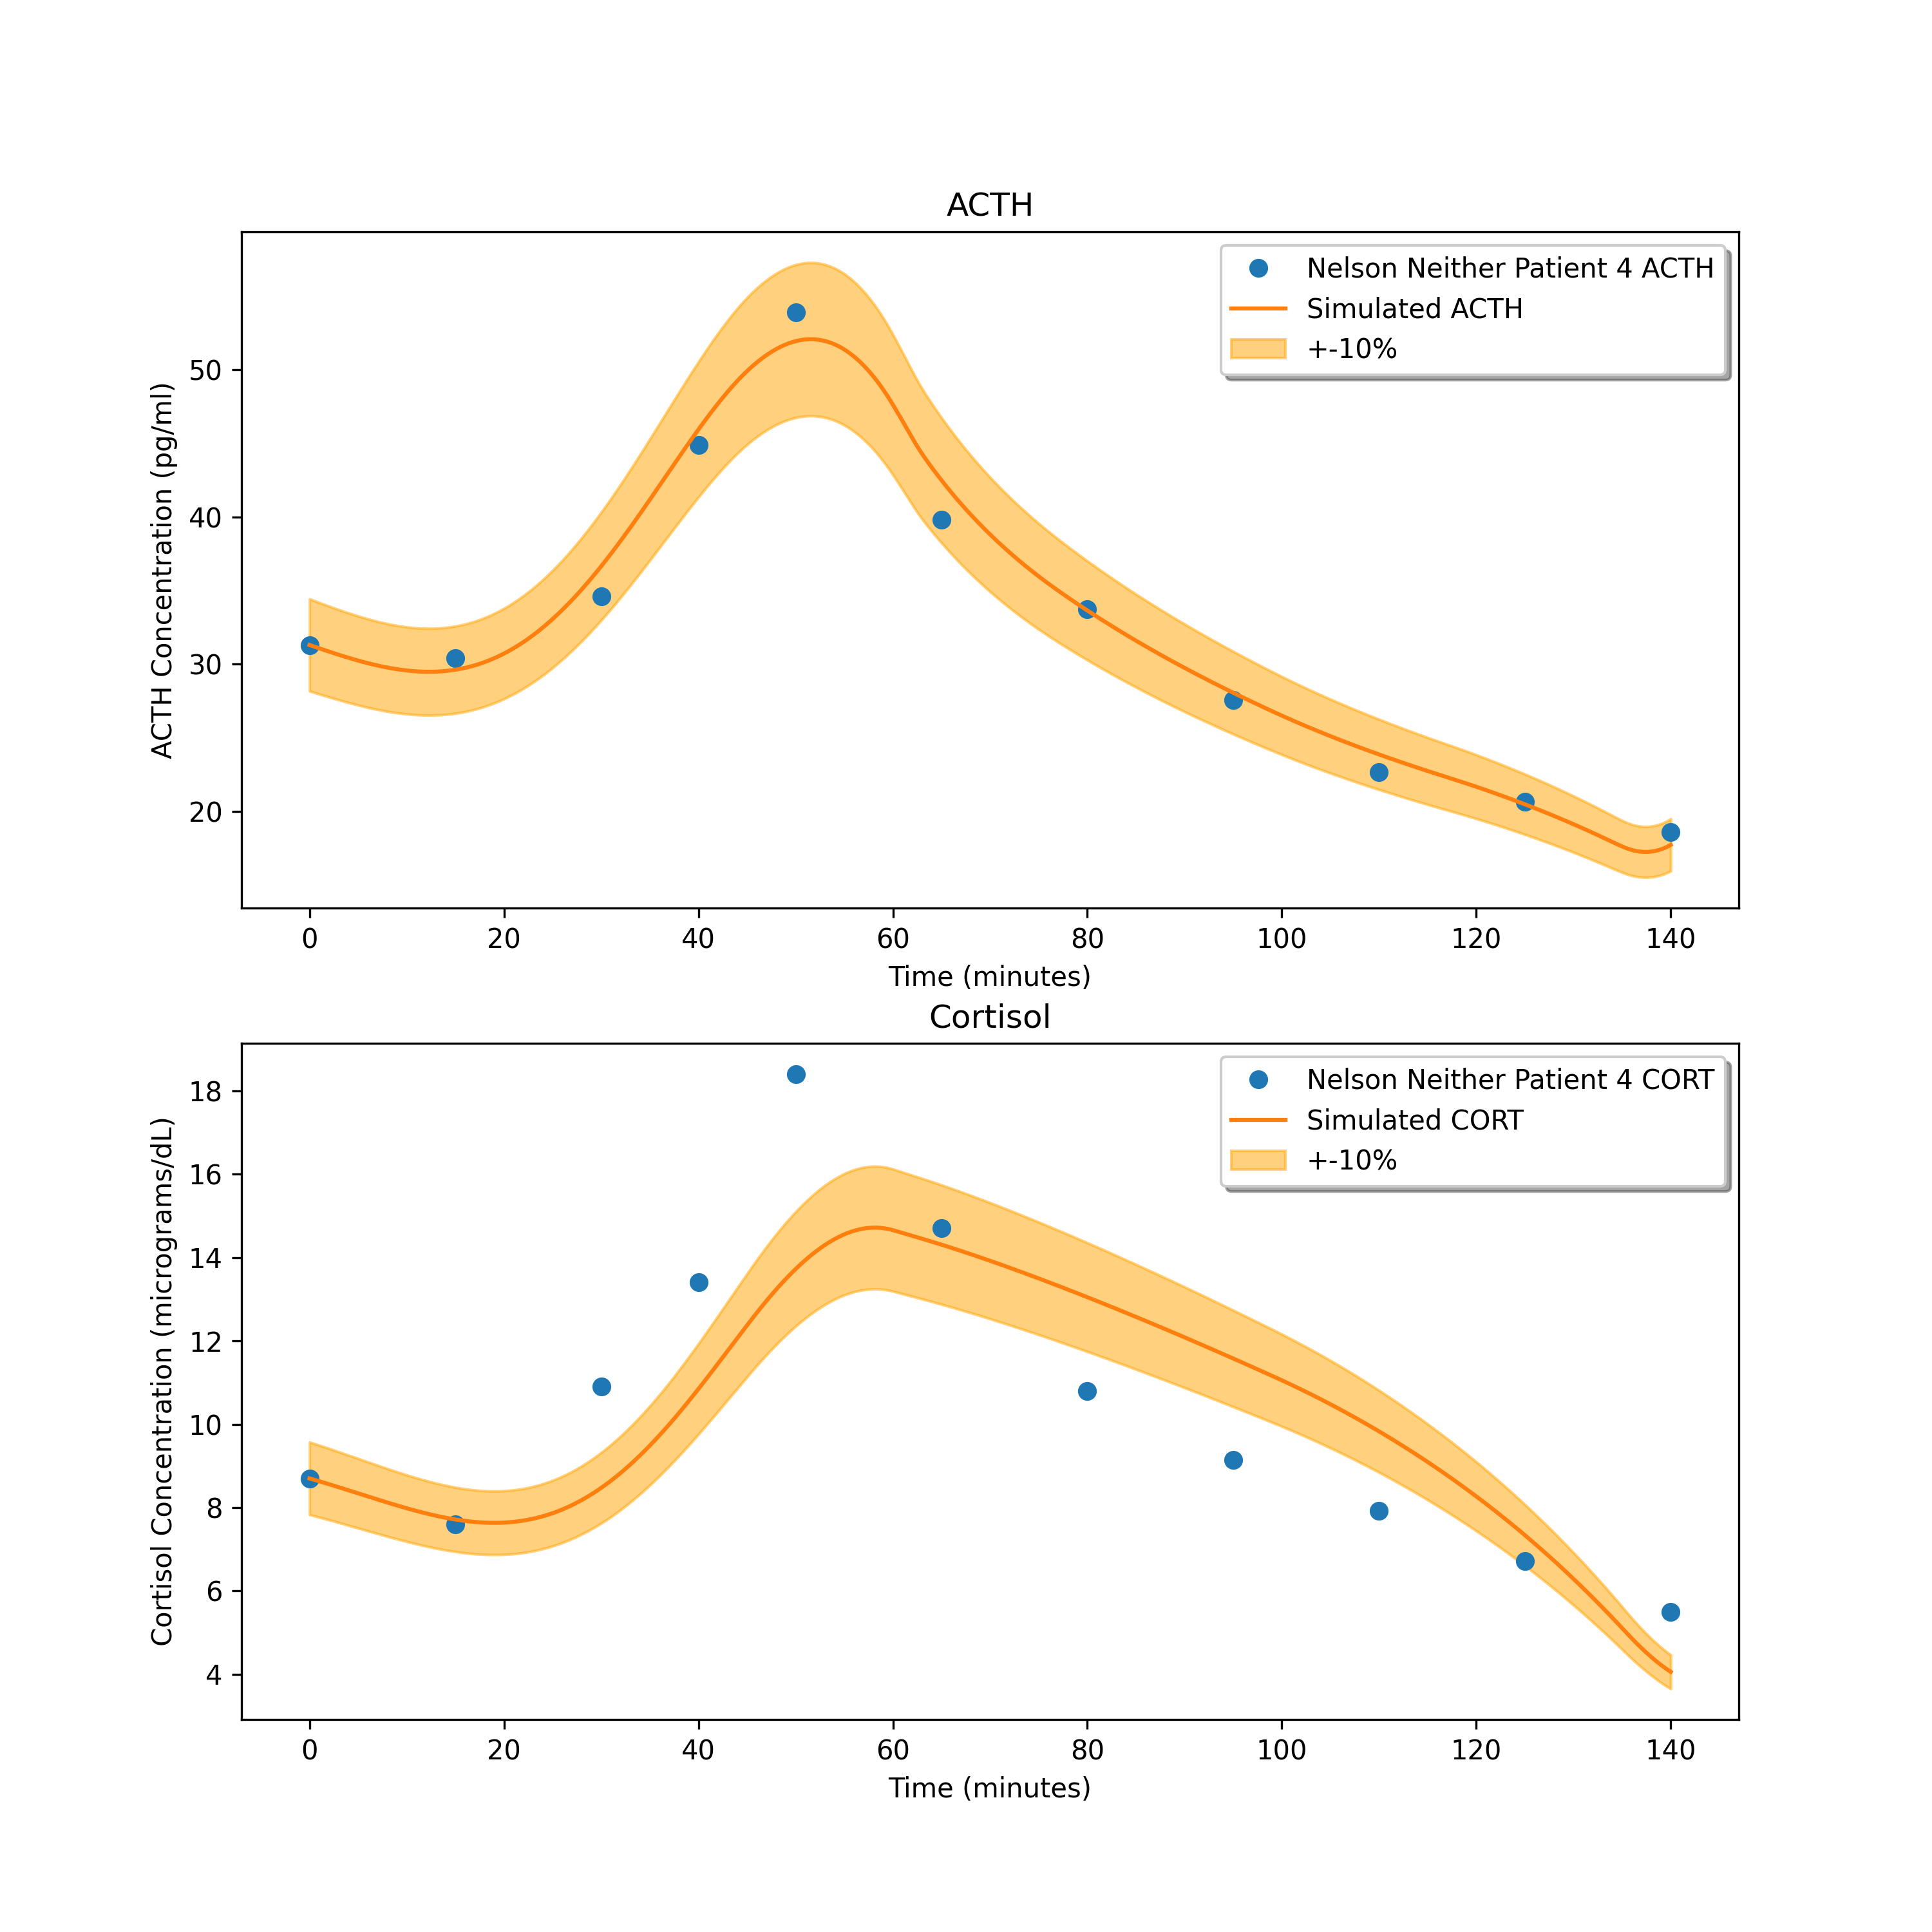 ACTH
Nelson Neither Patient 4 ACTH
Simulated ACTH
+-10%
ACTH Concentration (pg/ml)
50
40
30
20
0 20 40 60 80 100 120 140
Time (minutes)
Cortisol
Nelson Neither Patient 4 CORT
Simulated CORT
+-10%
Cortisol Concentration (micrograms/dL)
18
16
14
12
10
8
6
4
0 20 40 60 80 100 120 140
Time (minutes)